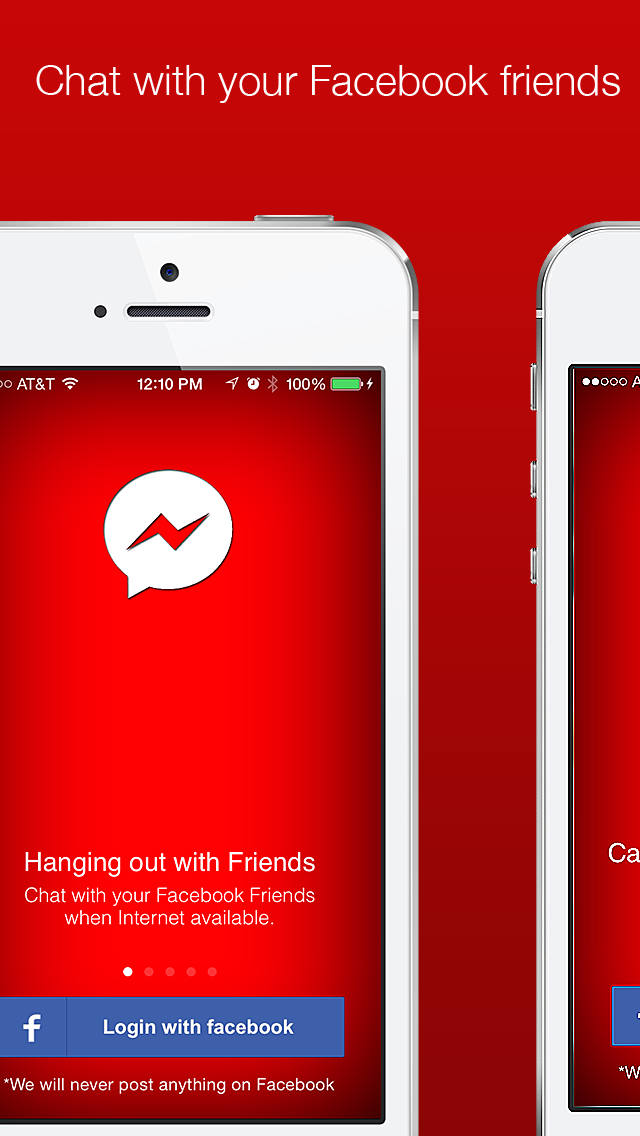 Chat with your Facebook friends
AT&T 12:10 PM 100%
Hanging out with Friends
Chat with your Facebook Friends
when Internet available.
f Login with facebook
*We will never post anything on Facebook